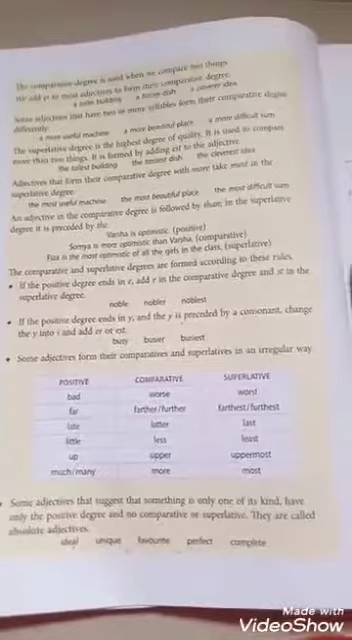 The comparative degree is used when we compare two things.
We add er to most adjectives to form their comparative degree.
a taller building a tastier dish a cleverer idea
Some adjectives that have two or more syllables form their comparative degree
differently.
a more useful machine a more beautiful place a more difficult sum
The superlative degree is the highest degree of quality. It is used to compare
more than two things. It is formed by adding est to the adjective.
the tallest building the tastiest dish the cleverest idea
Adjectives that form their comparative degree with more take most in the
superlative degree.
the most useful machine the most beautiful place the most difficult sum
An adjective in the comparative degree is followed by than; in the superlative
degree it is preceded by the.
Varsha is optimistic. (positive)
Somya is more optimistic than Varsha. (comparative)
is the most optimistic of all the girls in the class. (superlative)
The comparative and superlative degrees are formed according to these rules.
• If the positive degree ends in e, add r in the comparative degree and st in the
superlative degree.
noble nobler noblest
• If the positive degree ends in y, and the y is preceded by a consonant, change
the y into i and add er or est.
busy busier busiest
• Some adjectives form their comparatives and superlatives in an irregular way.
POSITIVE COMPARATIVE SUPERLATIVE
bad worse worst
far farther/further farthest/furthest
late latter last
little less least
up upper uppermost
much/many more most
• Some adjectives that suggest that something is only one of its kind, have
only the positive degree and no comparative or superlative. They are called
absolute adjectives.
ideal unique favourite perfect complete
Made with
VideoShow